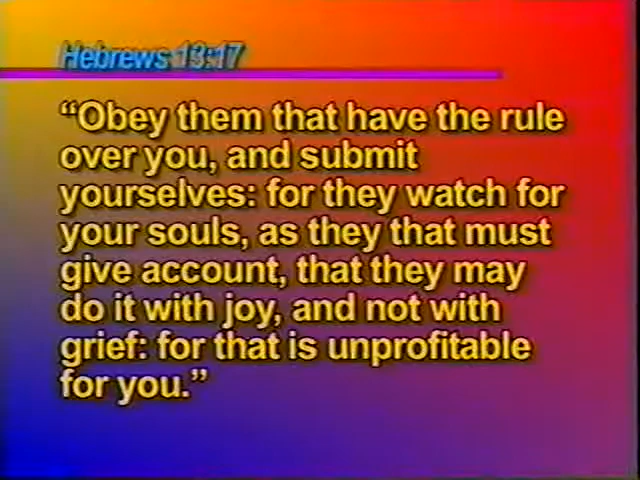 Hebrews 13:17
“Obey them that have the rule
over you, and submit
yourselves: for they watch for
your souls, as they that must
give account, that they may
do it with joy, and not with
grief: for that is unprofitable
for you.”